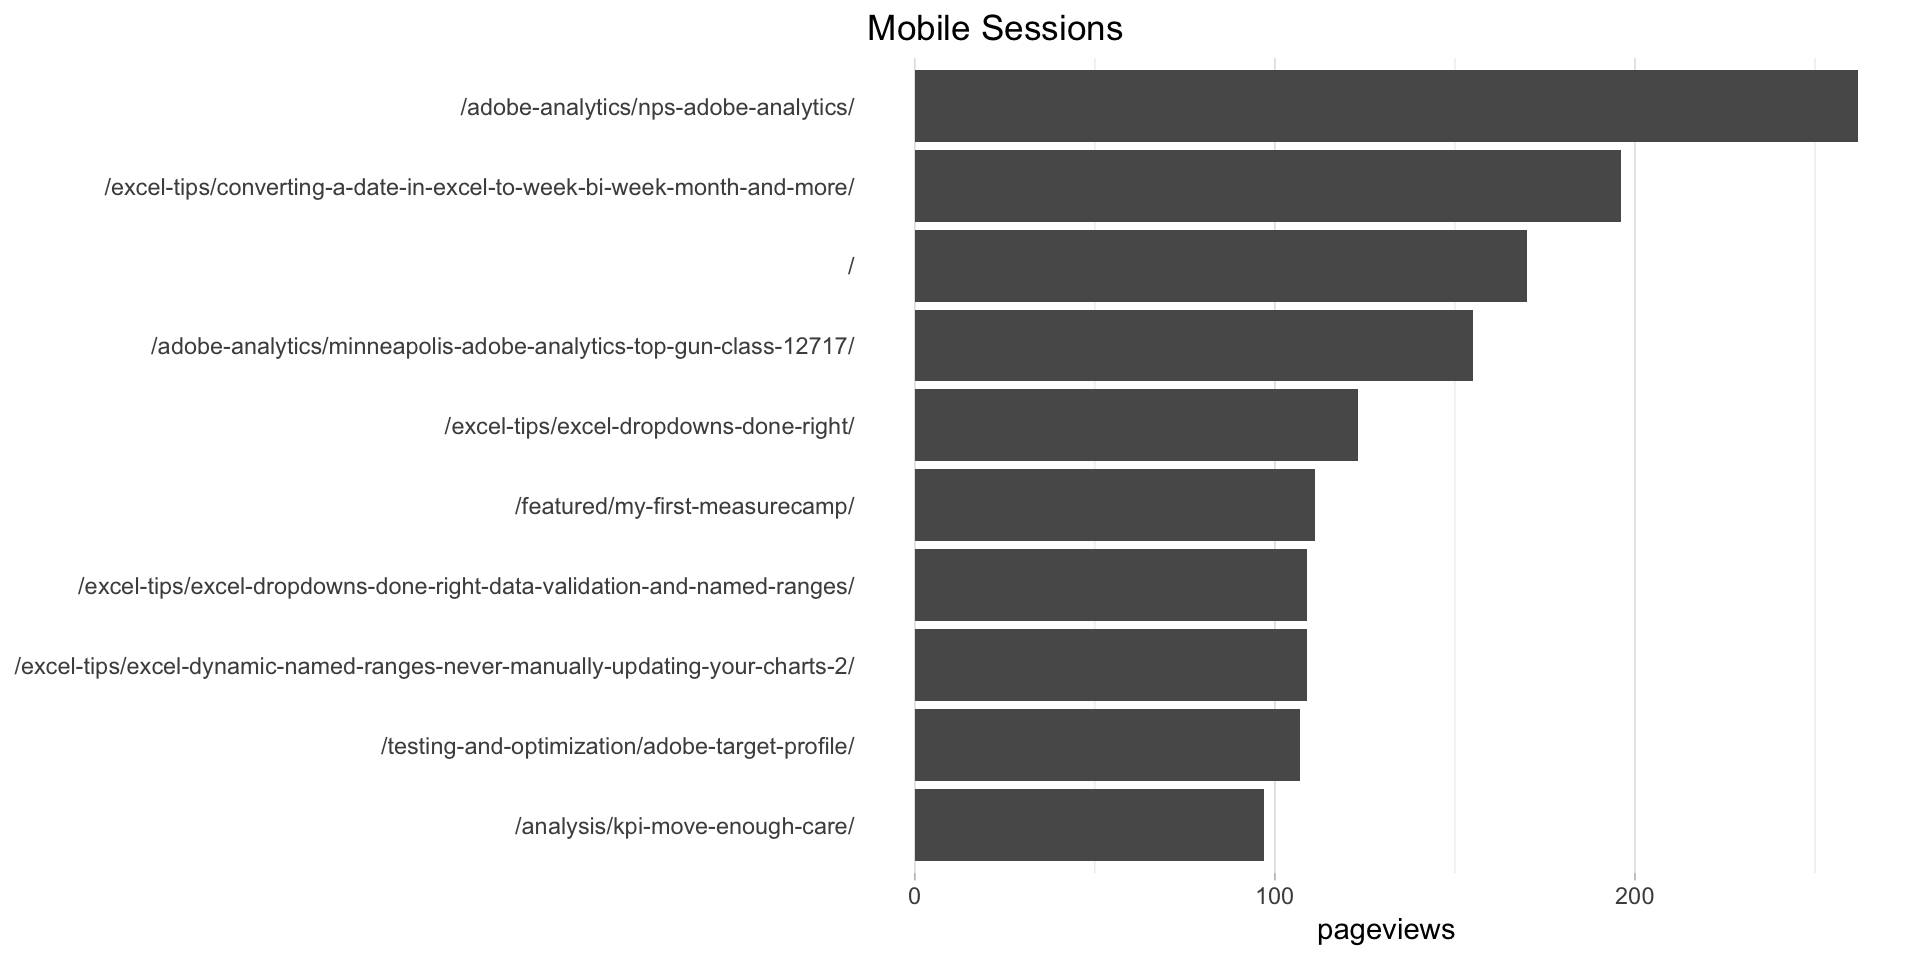 Mobile Sessions
/adobe-analytics/nps-adobe-analytics/
/excel-tips/converting-a-date-in-excel-to-week-bi-week-month-and-more/
/
/adobe-analytics/minneapolis-adobe-analytics-top-gun-class-12717/
/excel-tips/excel-dropdowns-done-right/
/featured/my-first-measurecamp/
/excel-tips/excel-dropdowns-done-right-data-validation-and-named-ranges/
/excel-tips/excel-dynamic-named-ranges-never-manually-updating-your-charts-2/
/testing-and-optimization/adobe-target-profile/
/analysis/kpi-move-enough-care/
0 100 200
pageviews